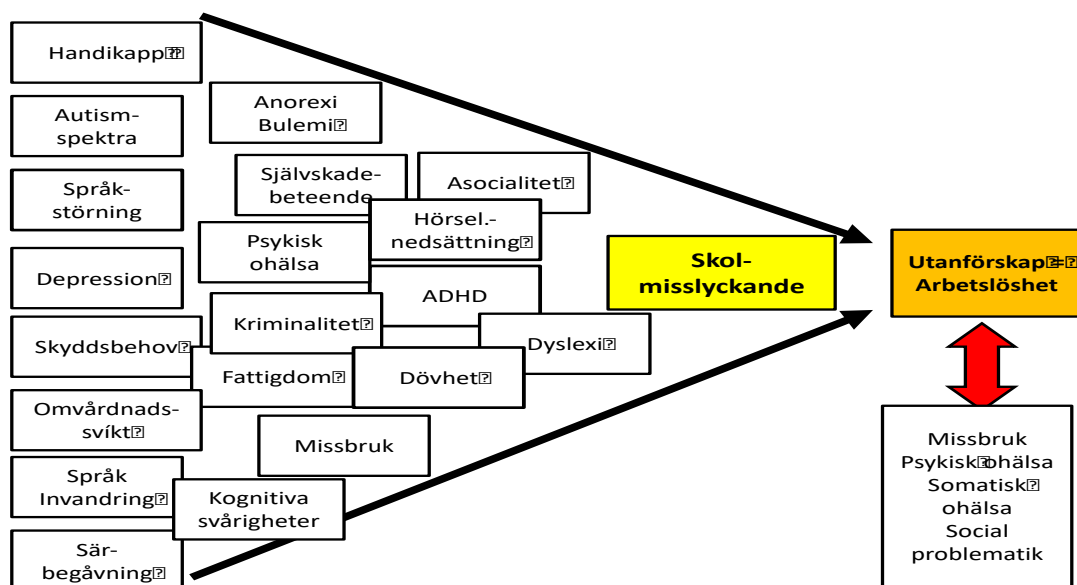 Handikapp
Autism-
spektra
Språk-
störning
Depression
Skyddsbehov
Omvårdnads-
svíkt
Språk
Invandring
Sär-
begåvning
Anorexi
Bulemi
Självskade-
beteende
Asocialitet
Psykisk
ohälsa
Hörsel.-
nedsättning
ADHD
Kriminalitet
Dyslexi
Fattigdom
Dövhet
Missbruk
Kognitiva
svårigheter
Skol-
misslyckande
Utanförskap =
Arbetslöshet
Missbruk
Psykisk ohälsa
Somatisk
ohälsa
Social
problematik